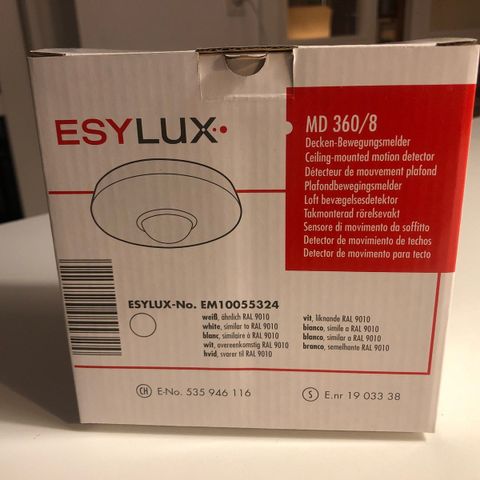 ESYLUX
MD 360/8
Decken-Bewegungsmelder
Ceiling-mounted motion detector
Détecteur de mouvement plafond
Plafondbewegingsmelder
Loft bevægelsesdetektor
Takmonterad rörelsevakt
Sensore di movimento da soffitto
Detector de movimiento de techos
Detector de movimento para tecto
ESYLUX-No. EM10055324
weiß, ähnlich RAL 9010
white, similar to RAL 9010
blanc, similaire à RAL 9010
wit, overeenkomstig RAL 9010
hvid, svarer til RAL 9010
vit, liknande RAL 9010
bianco, simile a RAL 9010
blanco, similar a RAL 9010
branco, semelhante RAL 9010
CH E-No. 535 946 116
S E.nr 19 033 38